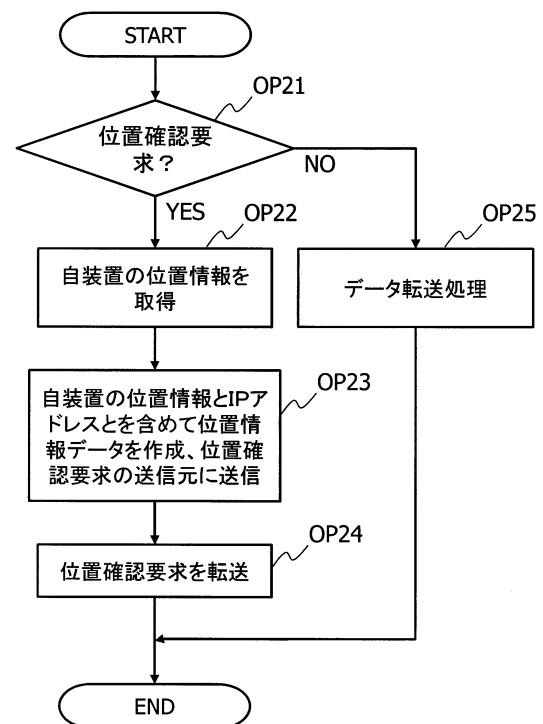 START
OP21
位置確認要
求？
NO
YES
OP22
OP25
自装置の位置情報を
取得
データ転送処理
OP23
自装置の位置情報とIPア
ドレスとを含めて位置情
報データを作成、位置確
認要求の送信元に送信
OP24
位置確認要求を転送
END